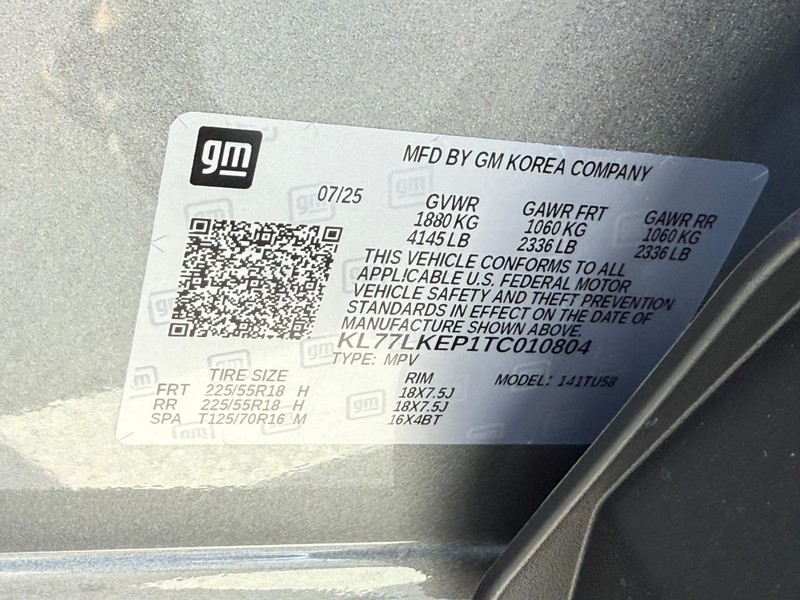 gm
MFD BY GM KOREA COMPANY
07/25
GVWR GAWR FRT GAWR RR
1880 KG 1060 KG 1060 KG
4145 LB 2336 LB 2336 LB
THIS VEHICLE CONFORMS TO ALL
APPLICABLE U.S. FEDERAL MOTOR
VEHICLE SAFETY AND THEFT PREVENTION
STANDARDS IN EFFECT ON THE DATE OF
MANUFACTURE SHOWN ABOVE.
KL77LKEP1TC010804
TYPE: MPV
MODEL: 141TU58
TIRE SIZE RIM
FRT 225/55R18 H 18X7.5J
RR 225/55R18 H 18X7.5J
SPA T125/70R16 M 16X4BT